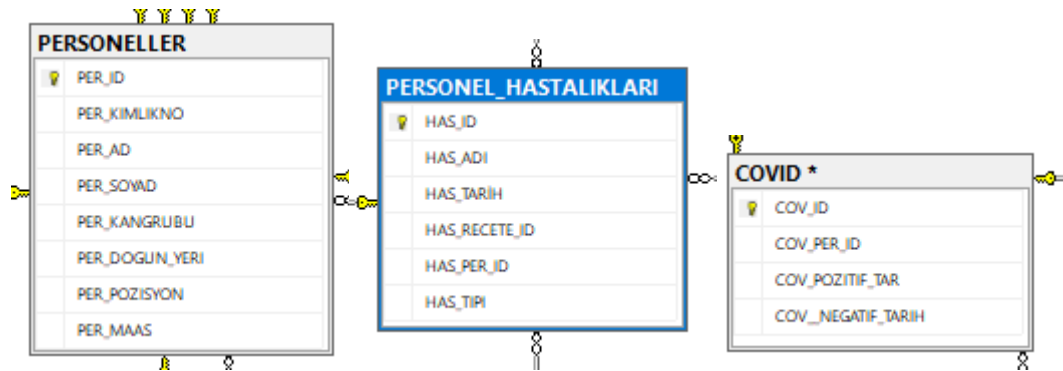 PERSONELLER
PER_ID
PER_KIMLIKNO
PER_AD
PER_SOYAD
PER_KANGRUBU
PER_DOGUN_YERI
PER_POZISYON
PER_MAAS
PERSONEL_HASTALIKLARI
HAS_ID
HAS_ADI
HAS_TARİH
HAS_RECETE_ID
HAS_PER_ID
HAS_TIPI
COVID *
COV_ID
COV_PER_ID
COV_POZITIF_TAR
COV__NEGATIF_TARIH